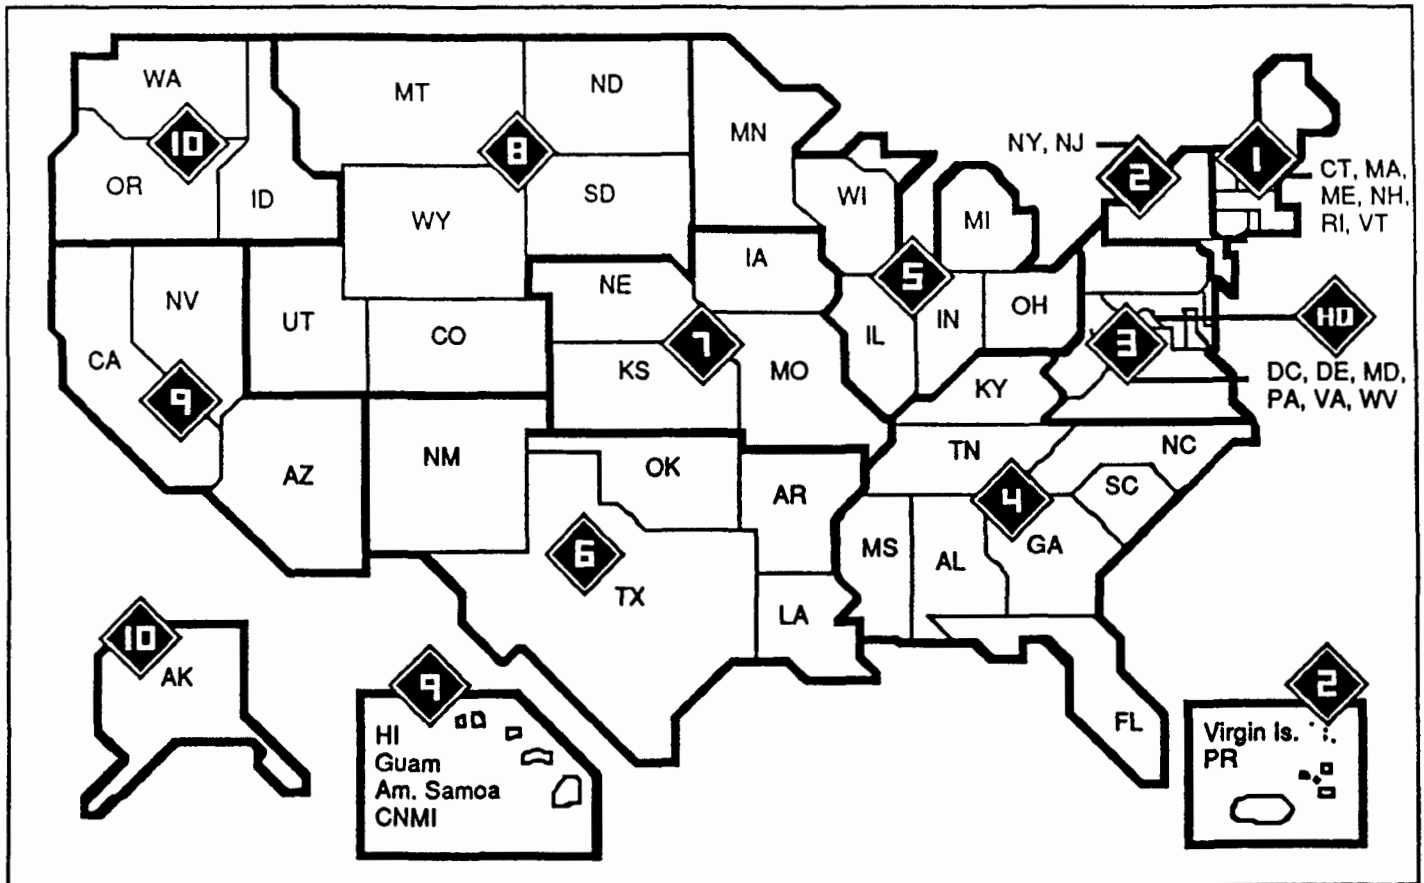 WA
MT
ND
MN
10
8
NY, NJ
2
1
CT, MA,
ME, NH,
RI, VT
OR
ID
WY
SD
WI
MI
IA
5
NE
NV
UT
CO
IL
IN
OH
HQ
CA
7
KS
MO
3
KY
DC, DE, MD,
PA, VA, WV
9
NM
AZ
OK
TN
NC
AR
4
SC
6
TX
MS
AL
GA
LA
10
AK
9
HI
Guam
Am. Samoa
CNMI
FL
2
Virgin Is.
PR